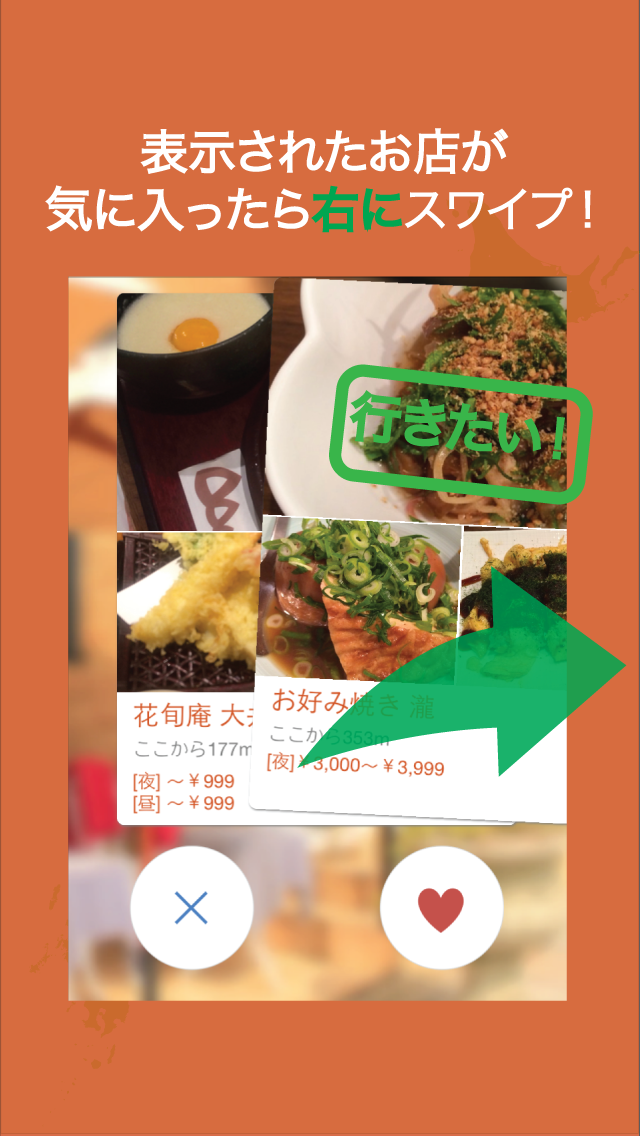 表示されたお店が
気に入ったら右にスワイプ！
行きたい！
花旬庵 大
ここから177m
[夜] ～￥999
[昼] ～￥999
お好み焼き 瀧
ここから353m
[夜]￥3,000～￥3,999